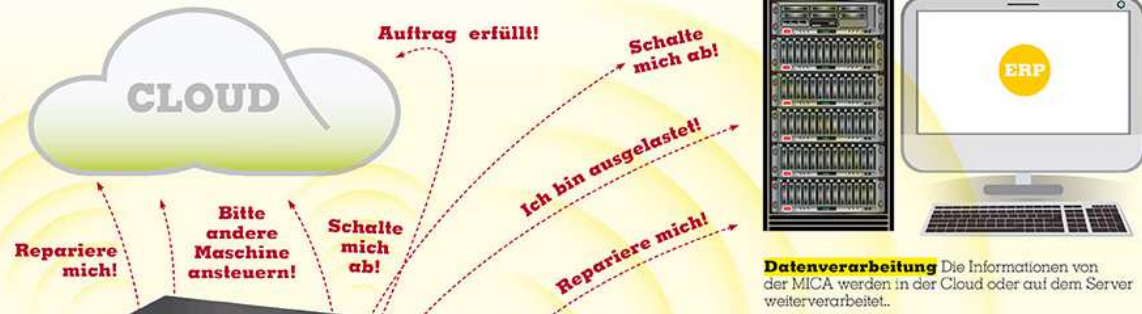 Auftrag erfüllt!
Schalte
mich ab!
ERP
CLOUD
Ich bin ausgelastet!
Repariere
mich!
Bitte
andere
Maschine
ansteuern!
Schalte
mich
ab!
Repariere mich!
Datenverarbeitung Die Informationen von
der MICA werden in der Cloud oder auf dem Server
weiterverarbeitet..